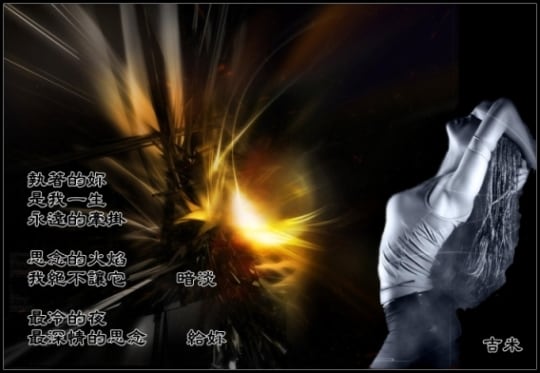 執著的妳
是我一生
永遠的牽掛
思念的火焰
我絕不讓它 暗淡
最冷的夜
最深情的思念 給妳
吉米